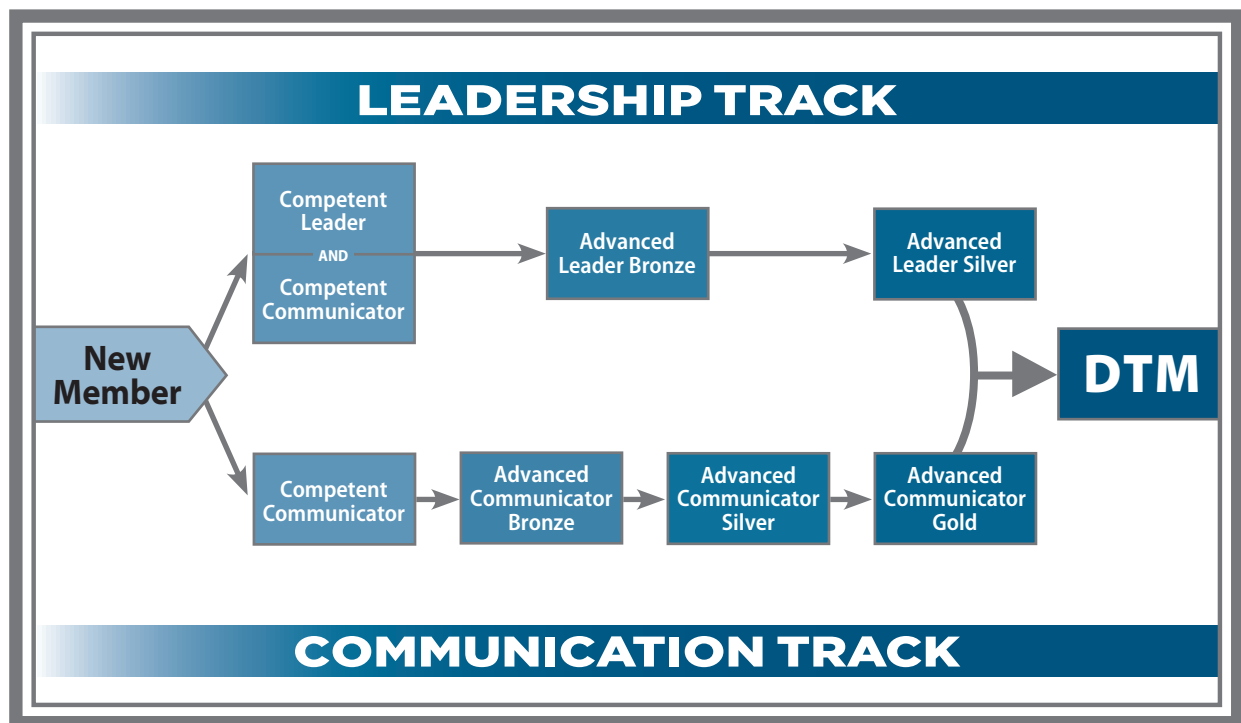 LEADERSHIP TRACK
Competent
Leader
AND
Competent
Communicator
Advanced
Leader Bronze
Advanced
Leader Silver
New
Member
DTM
Competent
Communicator
Advanced
Communicator
Bronze
Advanced
Communicator
Silver
Advanced
Communicator
Gold
COMMUNICATION TRACK